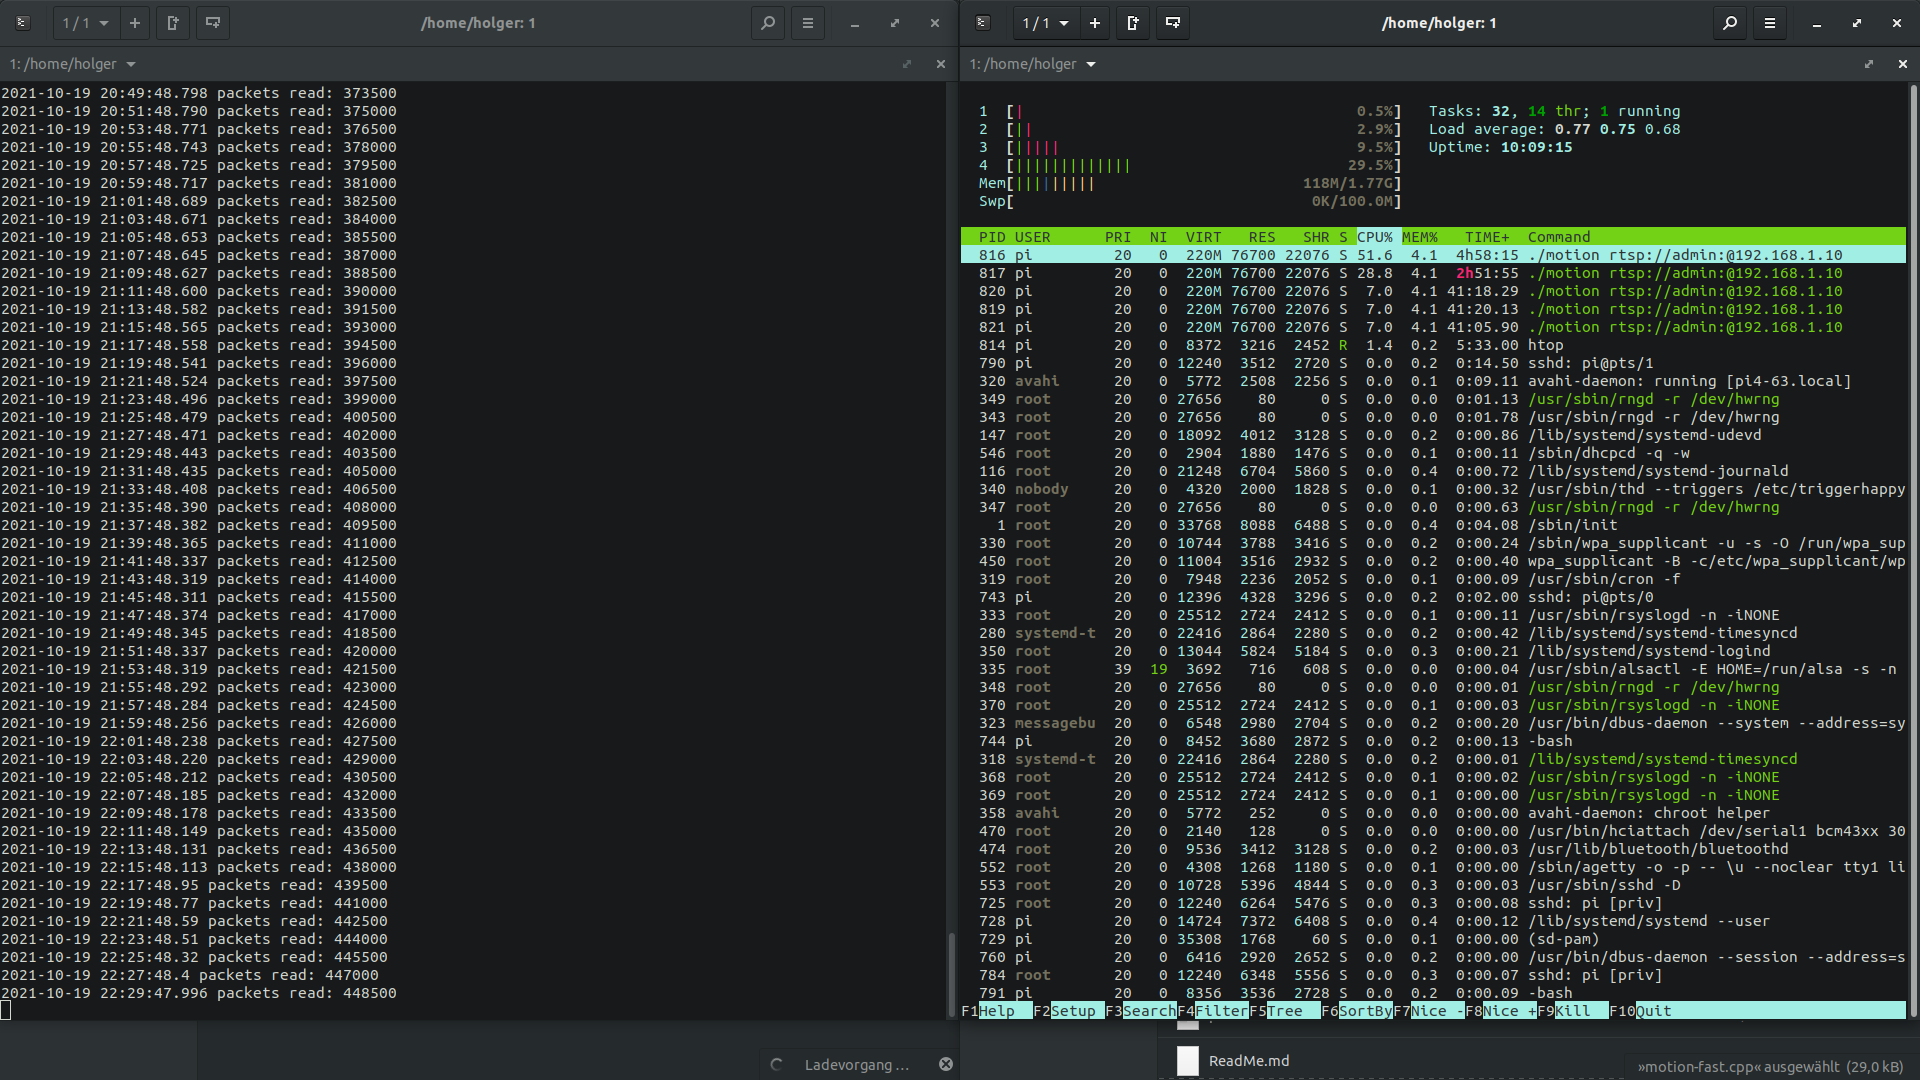 1 / 1
/home/holger: 1
1: /home/holger
2021-10-19 20:49:48.798 packets read: 373500
2021-10-19 20:51:48.790 packets read: 375000
2021-10-19 20:53:48.771 packets read: 376500
2021-10-19 20:55:48.743 packets read: 378000
2021-10-19 20:57:48.725 packets read: 379500
2021-10-19 20:59:48.717 packets read: 381000
2021-10-19 21:01:48.689 packets read: 382500
2021-10-19 21:03:48.671 packets read: 384000
2021-10-19 21:05:48.653 packets read: 385500
2021-10-19 21:07:48.645 packets read: 387000
2021-10-19 21:09:48.627 packets read: 388500
2021-10-19 21:11:48.600 packets read: 390000
2021-10-19 21:13:48.582 packets read: 391500
2021-10-19 21:15:48.565 packets read: 393000
2021-10-19 21:17:48.558 packets read: 394500
2021-10-19 21:19:48.541 packets read: 396000
2021-10-19 21:21:48.524 packets read: 397500
2021-10-19 21:23:48.496 packets read: 399000
2021-10-19 21:25:48.479 packets read: 400500
2021-10-19 21:27:48.471 packets read: 402000
2021-10-19 21:29:48.443 packets read: 403500
2021-10-19 21:31:48.435 packets read: 405000
2021-10-19 21:33:48.408 packets read: 406500
2021-10-19 21:35:48.390 packets read: 408000
2021-10-19 21:37:48.382 packets read: 409500
2021-10-19 21:39:48.365 packets read: 411000
2021-10-19 21:41:48.337 packets read: 412500
2021-10-19 21:43:48.319 packets read: 414000
2021-10-19 21:45:48.311 packets read: 415500
2021-10-19 21:47:48.374 packets read: 417000
2021-10-19 21:49:48.345 packets read: 418500
2021-10-19 21:51:48.337 packets read: 420000
2021-10-19 21:53:48.319 packets read: 421500
2021-10-19 21:55:48.292 packets read: 423000
2021-10-19 21:57:48.284 packets read: 424500
2021-10-19 21:59:48.256 packets read: 426000
2021-10-19 22:01:48.238 packets read: 427500
2021-10-19 22:03:48.220 packets read: 429000
2021-10-19 22:05:48.212 packets read: 430500
2021-10-19 22:07:48.185 packets read: 432000
2021-10-19 22:09:48.178 packets read: 433500
2021-10-19 22:11:48.149 packets read: 435000
2021-10-19 22:13:48.131 packets read: 436500
2021-10-19 22:15:48.113 packets read: 438000
2021-10-19 22:17:48.95 packets read: 439500
2021-10-19 22:19:48.77 packets read: 441000
2021-10-19 22:21:48.59 packets read: 442500
2021-10-19 22:23:48.51 packets read: 444000
2021-10-19 22:25:48.32 packets read: 445500
2021-10-19 22:27:48.4 packets read: 447000
2021-10-19 22:29:47.996 packets read: 448500
Ladevorgang ...
1 / 1
/home/holger: 1
1: /home/holger
1 [| 0.5%] Tasks: 32, 14 thr; 1 running
2 [|| 2.9%] Load average: 0.77 0.75 0.68
3 [||||| 9.5%] Uptime: 10:09:15
4 [||||||||||||| 29.5%]
Mem[||||||||| 118M/1.77G]
Swp[ 0K/100.0M]
PID USER PRI NI VIRT RES SHR S CPU% MEM% TIME+ Command
816 pi 20 0 220M 76700 22076 S 51.6 4.1 4h58:15 ./motion rtsp://admin:@192.168.1.10
817 pi 20 0 220M 76700 22076 S 28.8 4.1 2h51:55 ./motion rtsp://admin:@192.168.1.10
820 pi 20 0 220M 76700 22076 S 7.0 4.1 41:18.29 ./motion rtsp://admin:@192.168.1.10
819 pi 20 0 220M 76700 22076 S 7.0 4.1 41:20.13 ./motion rtsp://admin:@192.168.1.10
821 pi 20 0 220M 76700 22076 S 7.0 4.1 41:05.90 ./motion rtsp://admin:@192.168.1.10
814 pi 20 0 8372 3216 2452 R 1.4 0.2 5:33.00 htop
790 pi 20 0 12240 3512 2720 S 0.0 0.2 0:14.50 sshd: pi@pts/1
320 avahi 20 0 5772 2508 2256 S 0.0 0.1 0:09.11 avahi-daemon: running [pi4-63.local]
349 root 20 0 27656 80 0 S 0.0 0.0 0:01.13 /usr/sbin/rngd -r /dev/hwrng
343 root 20 0 27656 80 0 S 0.0 0.0 0:01.78 /usr/sbin/rngd -r /dev/hwrng
147 root 20 0 18092 4012 3128 S 0.0 0.2 0:00.86 /lib/systemd/systemd-udevd
546 root 20 0 2904 1880 1476 S 0.0 0.1 0:00.11 /sbin/dhcpcd -q -w
116 root 20 0 21248 6704 5860 S 0.0 0.4 0:00.72 /lib/systemd/systemd-journald
340 nobody 20 0 4320 2000 1828 S 0.0 0.1 0:00.32 /usr/sbin/thd --triggers /etc/triggerhappy
347 root 20 0 27656 80 0 S 0.0 0.0 0:00.63 /usr/sbin/rngd -r /dev/hwrng
1 root 20 0 33768 8088 6488 S 0.0 0.4 0:04.08 /sbin/init
330 root 20 0 10744 3788 3416 S 0.0 0.2 0:00.24 /sbin/wpa_supplicant -u -s -O /run/wpa_sup
450 root 20 0 11004 3516 2932 S 0.0 0.2 0:00.40 wpa_supplicant -B -c/etc/wpa_supplicant/wp
319 root 20 0 7948 2236 2052 S 0.0 0.1 0:00.09 /usr/sbin/cron -f
743 pi 20 0 12396 4328 3296 S 0.0 0.2 0:02.00 sshd: pi@pts/0
333 root 20 0 25512 2724 2412 S 0.0 0.1 0:00.11 /usr/sbin/rsyslogd -n -iNONE
280 systemd-t 20 0 22416 2864 2280 S 0.0 0.2 0:00.42 /lib/systemd/systemd-timesyncd
350 root 20 0 13044 5824 5184 S 0.0 0.3 0:00.21 /lib/systemd/systemd-logind
335 root 39 19 3692 716 608 S 0.0 0.0 0:00.04 /usr/sbin/alsactl -E HOME=/run/alsa -s -n
348 root 20 0 27656 80 0 S 0.0 0.0 0:00.01 /usr/sbin/rngd -r /dev/hwrng
370 root 20 0 25512 2724 2412 S 0.0 0.1 0:00.03 /usr/sbin/rsyslogd -n -iNONE
323 messagebu 20 0 6548 2980 2704 S 0.0 0.2 0:00.20 /usr/bin/dbus-daemon --system --address=sy
744 pi 20 0 8452 3680 2872 S 0.0 0.2 0:00.13 -bash
318 systemd-t 20 0 22416 2864 2280 S 0.0 0.2 0:00.01 /lib/systemd/systemd-timesyncd
368 root 20 0 25512 2724 2412 S 0.0 0.1 0:00.02 /usr/sbin/rsyslogd -n -iNONE
369 root 20 0 25512 2724 2412 S 0.0 0.1 0:00.00 /usr/sbin/rsyslogd -n -iNONE
358 avahi 20 0 5772 252 0 S 0.0 0.0 0:00.00 avahi-daemon: chroot helper
470 root 20 0 2140 128 0 S 0.0 0.0 0:00.00 /usr/bin/hciattach /dev/serial1 bcm43xx 30
474 root 20 0 9536 3412 3128 S 0.0 0.2 0:00.03 /usr/lib/bluetooth/bluetoothd
552 root 20 0 4308 1268 1180 S 0.0 0.1 0:00.00 /sbin/agetty -o -p -- \u --noclear tty1 li
553 root 20 0 10728 5396 4844 S 0.0 0.3 0:00.03 /usr/sbin/sshd -D
725 root 20 0 12240 6264 5476 S 0.0 0.3 0:00.08 sshd: pi [priv]
728 pi 20 0 14724 7372 6408 S 0.0 0.4 0:00.12 /lib/systemd/systemd --user
729 pi 20 0 35308 1768 60 S 0.0 0.1 0:00.00 (sd-pam)
760 pi 20 0 6416 2920 2652 S 0.0 0.2 0:00.00 /usr/bin/dbus-daemon --session --address=s
784 root 20 0 12240 6348 5556 S 0.0 0.3 0:00.07 sshd: pi [priv]
791 pi 20 0 8356 3536 2728 S 0.0 0.2 0:00.09 -bash
F1Help F2Setup F3SearchF4FilterF5Tree F6SortByF7Nice -F8Nice +F9Kill F10Quit
ReadMe.md
»motion-fast.cpp« ausgewählt (29,0 kB)